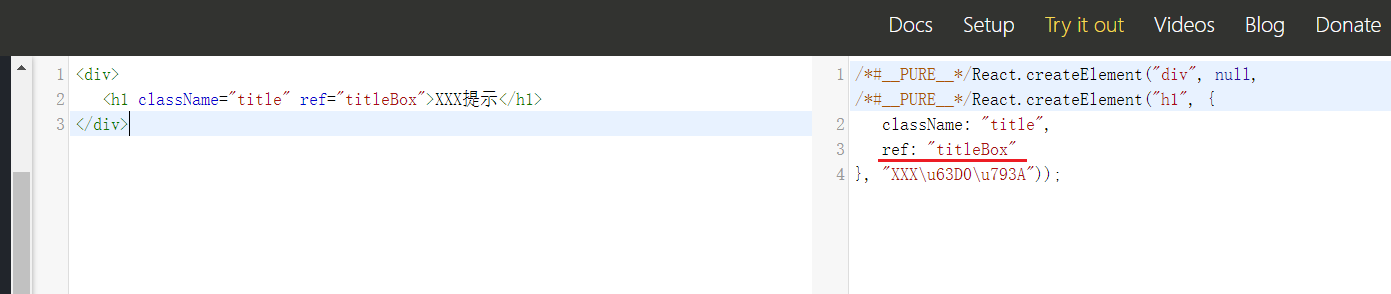 Docs Setup Try it out Videos Blog Donate
1 <div>
2 <h1 className="title" ref="titleBox">XXX提示</h1>
3 </div>
1 /*#__PURE__*/React.createElement("div", null,
/*#__PURE__*/React.createElement("h1", {
2 className: "title",
3 ref: "titleBox"
4 }, "XXX\u63D0\u793A"));